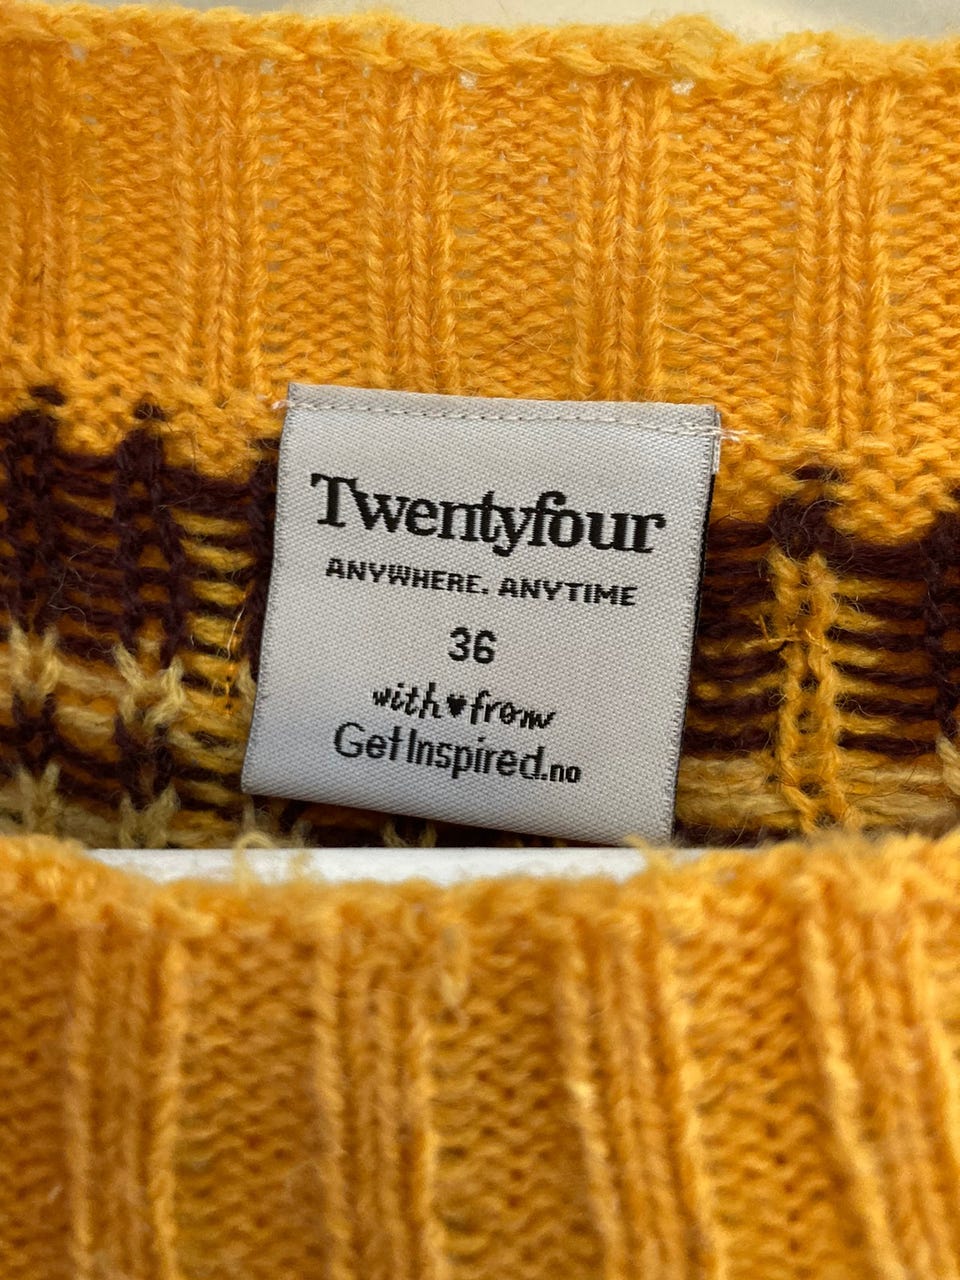 Twentyfour
ANYWHERE. ANYTIME
36
with♥from
GetInspired.no